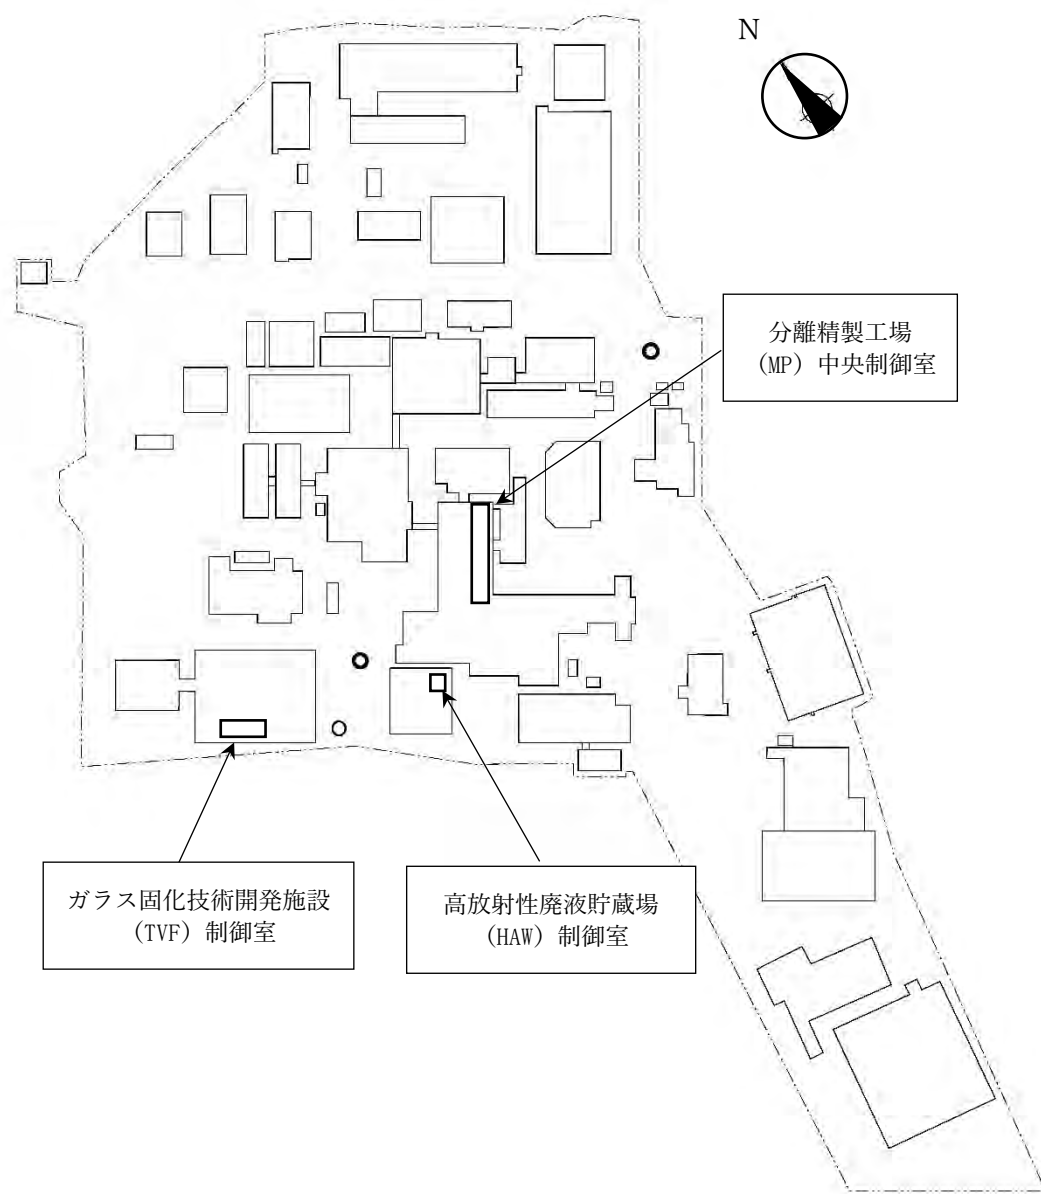 N
分離精製工場
（MP）中央制御室
ガラス固化技術開発施設
（TVF）制御室
高放射性廃液貯蔵場
（HAW）制御室